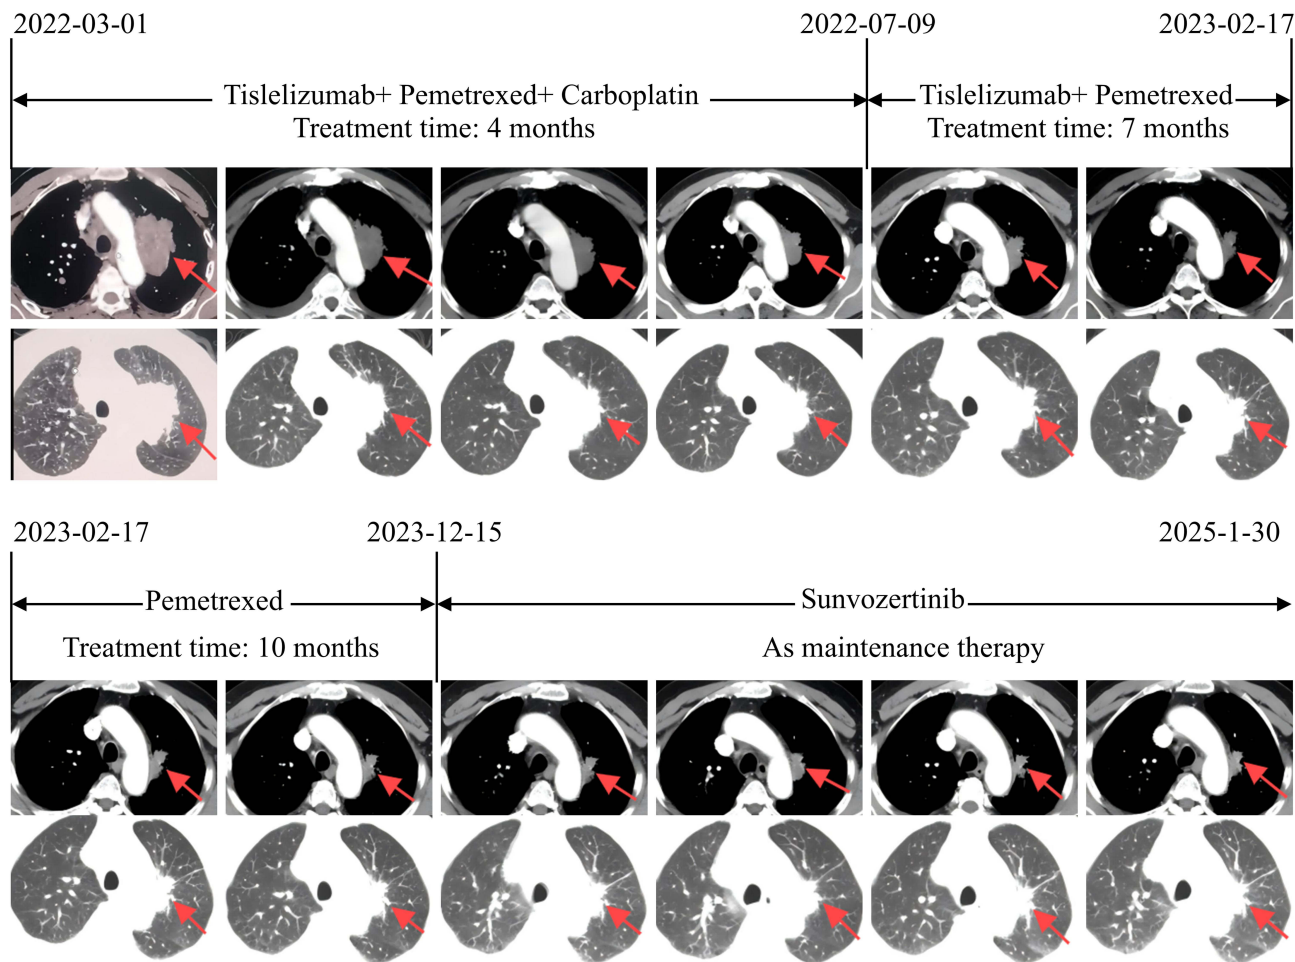 2022-03-01
2022-07-09
2023-02-17
Tislelizumab+ Pemetrexed+ Carboplatin
Treatment time: 4 months
Tislelizumab+ Pemetrexed
Treatment time: 7 months
2023-02-17
2023-12-15
2025-1-30
Pemetrexed
Treatment time: 10 months
Sunvozertinib
As maintenance therapy